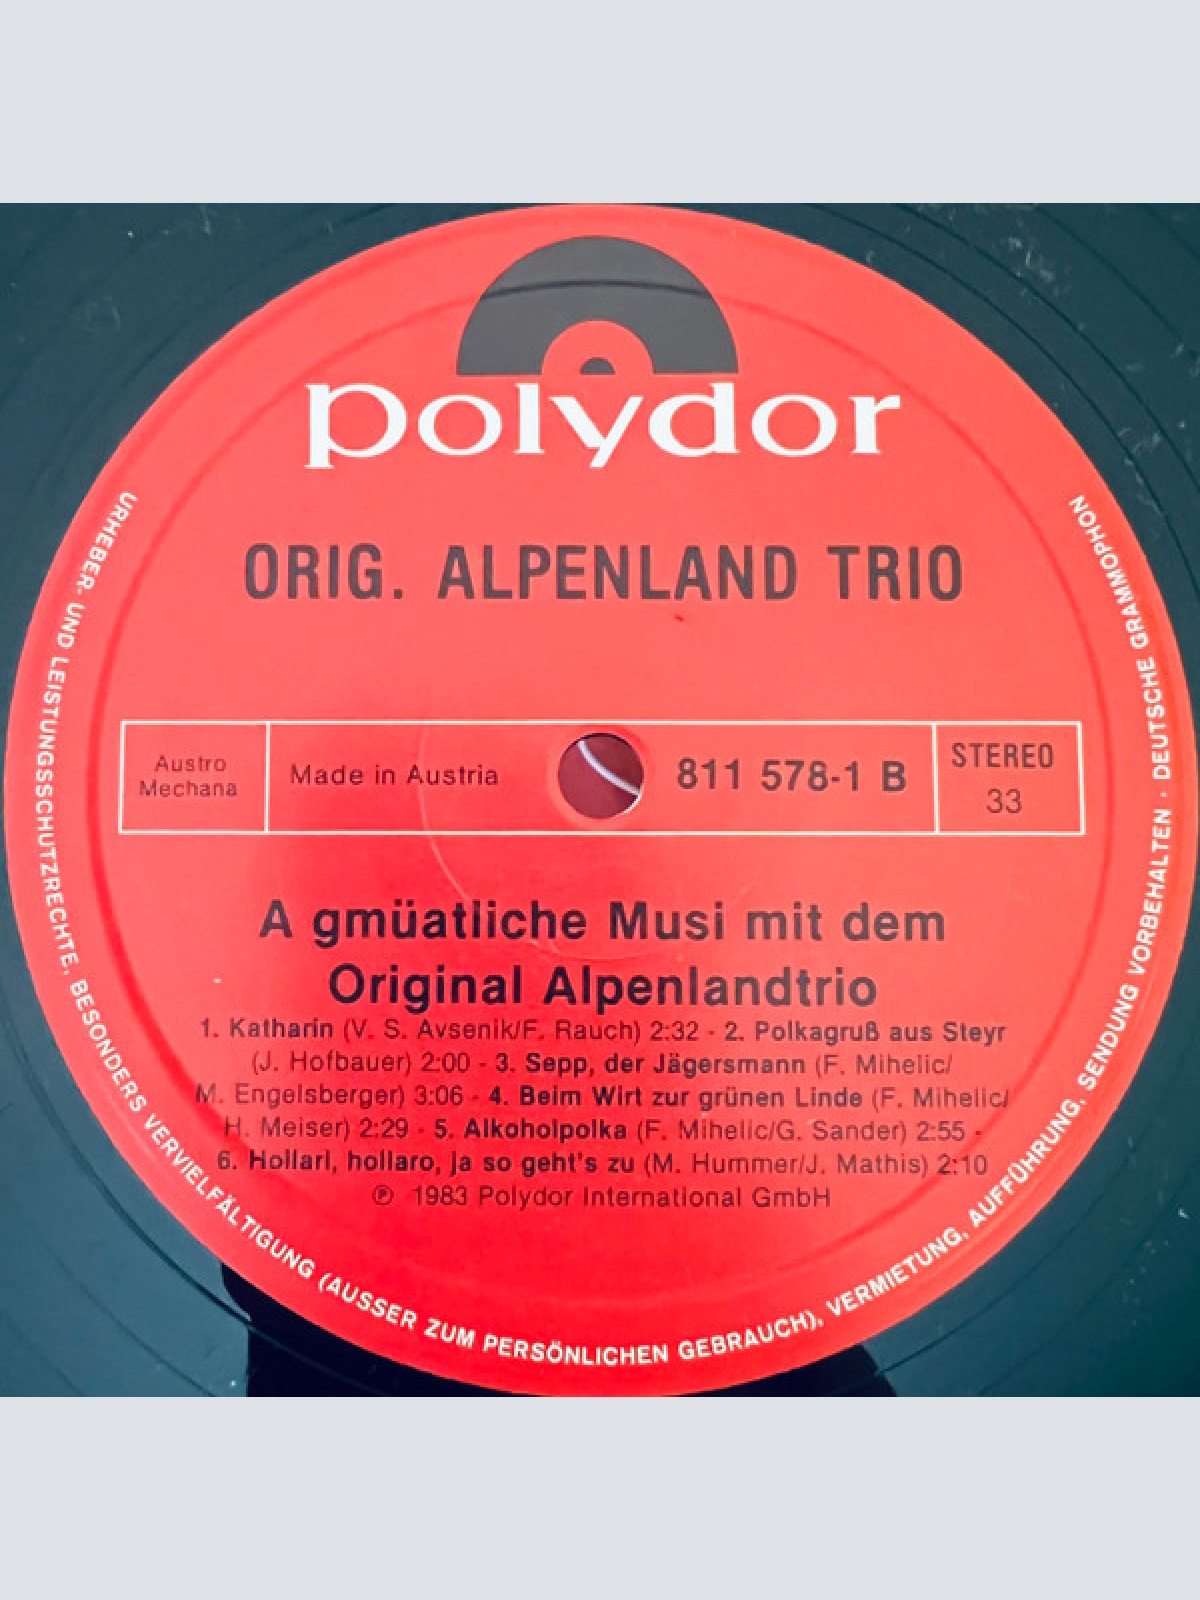 polydor
ORIG. ALPENLAND TRIO
Austro
Mechana
Made in Austria
811 578-1 B
STEREO
33
A gmüatliche Musi mit dem
Original Alpenlandtrio
1. Katharin (V. S. Avsenik/F. Rauch) 2:32 - 2. Polkagruß aus Steyr
(J. Hofbauer) 2:00 - 3. Sepp, der Jägersmann (F. Mihelic/
M. Engelsberger) 3:06 - 4. Beim Wirt zur grünen Linde (F. Mihelic/
H. Meiser) 2:29 - 5. Alkoholpolka (F. Mihelic/G. Sander) 2:55 -
6. Hollari, hollaro, ja so geht's zu (M. Hummer/J. Mathis) 2:10
℗ 1983 Polydor International GmbH
URHEBER- UND LEISTUNGSSCHUTZRECHTE, BESONDERS VERVIELFÄLTIGUNG (AUSSER ZUM PERSÖNLICHEN GEBRAUCH), VERMIETUNG, AUFFÜHRUNG, SENDUNG VORBEHALTEN · DEUTSCHE GRAMMOPHON